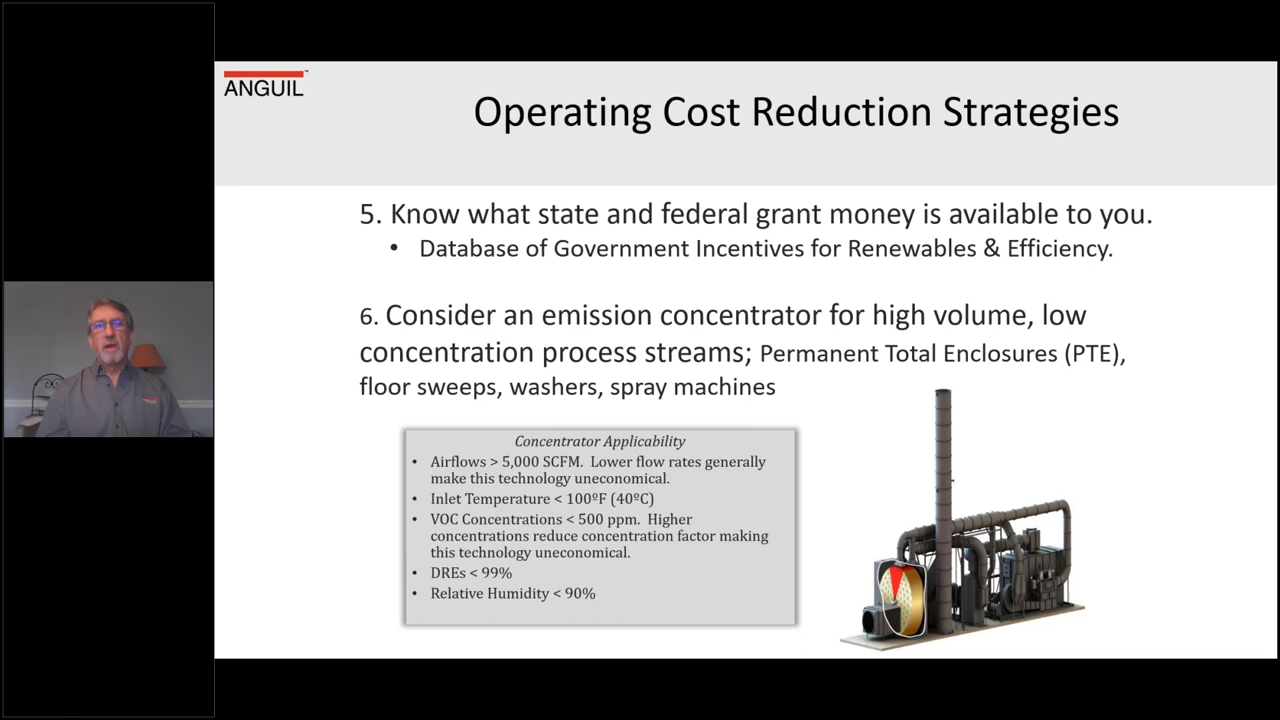 ANGUIL
Operating Cost Reduction Strategies
5. Know what state and federal grant money is available to you.
• Database of Government Incentives for Renewables & Efficiency.
6. Consider an emission concentrator for high volume, low
concentration process streams; Permanent Total Enclosures (PTE),
floor sweeps, washers, spray machines
Concentrator Applicability
• Airflows > 5,000 SCFM. Lower flow rates generally
make this technology uneconomical.
• Inlet Temperature < 100ºF (40ºC)
• VOC Concentrations < 500 ppm. Higher
concentrations reduce concentration factor making
this technology uneconomical.
• DREs < 99%
• Relative Humidity < 90%